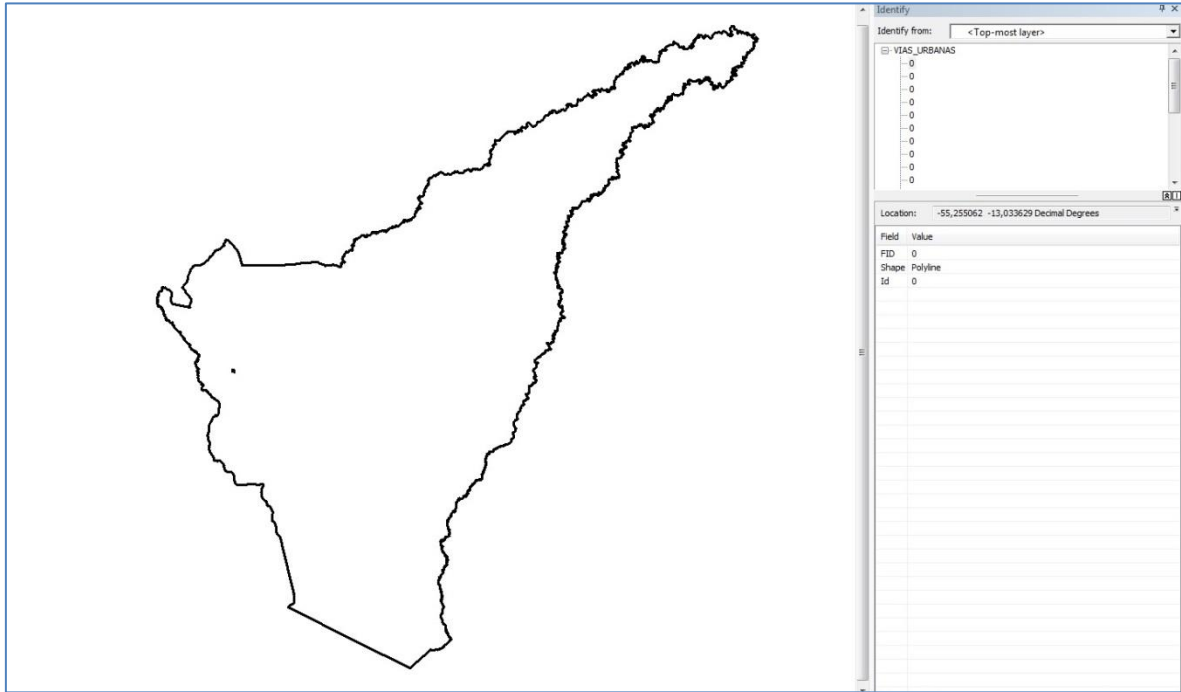 Identify
Identify from: <Top-most layer>
VIAS_URBANAS
0
0
0
0
0
0
0
0
0
0
Location: -55,255062 -13,033629 Decimal Degrees
Field Value
FID 0
Shape Polyline
Id 0